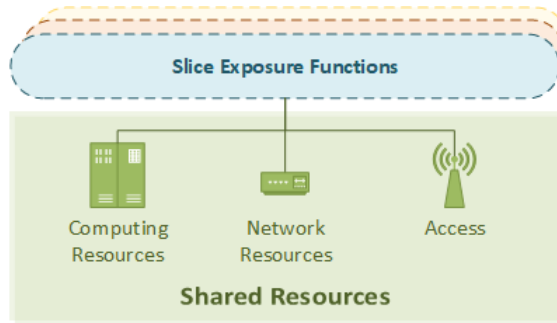 Slice Exposure Functions
Computing
Resources
Network
Resources
Access
Shared Resources